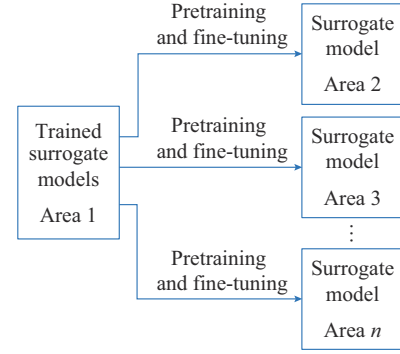 Pretraining
and fine-tuning
Surrogate
model
Area 2
Trained
surrogate
models
Area 1
Pretraining
and fine-tuning
Surrogate
model
Area 3
⋮
Pretraining
and fine-tuning
Surrogate
model
Area n